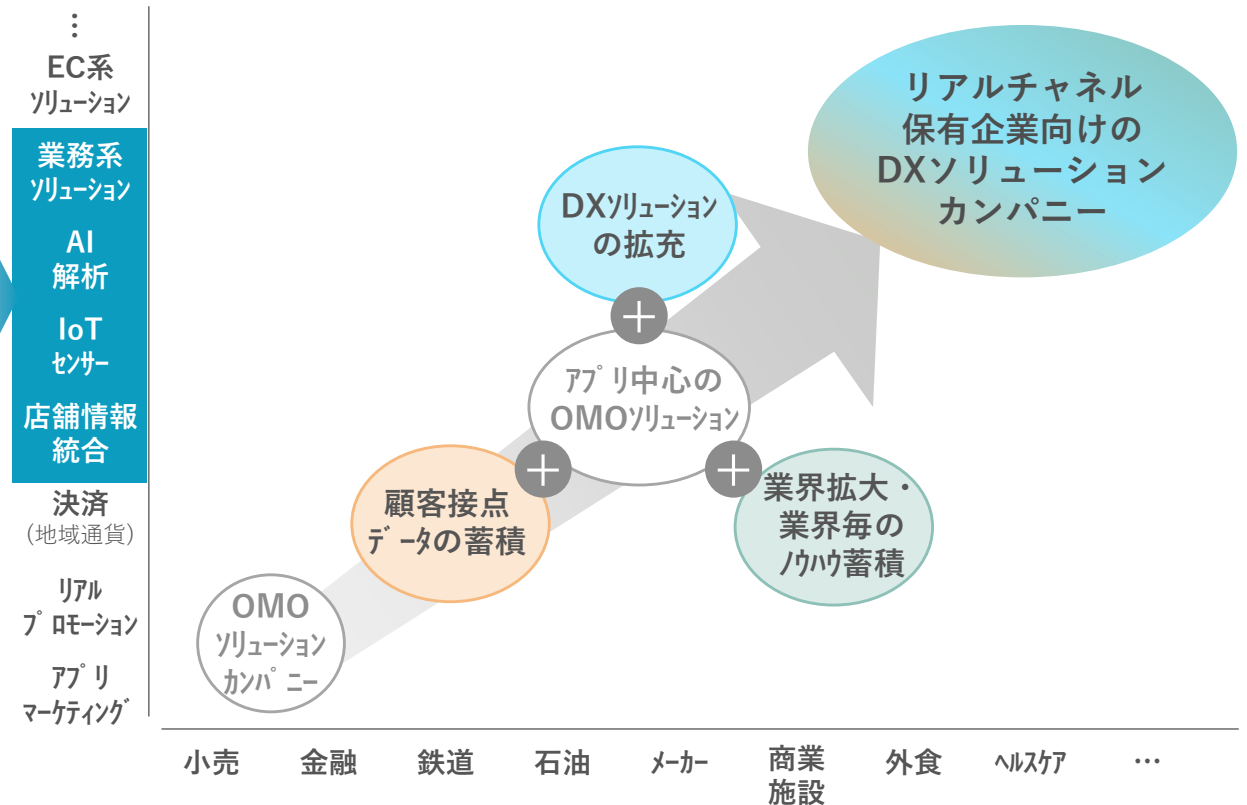 ⋮
EC系
ｿﾘｭｰｼｮﾝ
業務系
ｿﾘｭｰｼｮﾝ
AI
解析
IoT
ｾﾝｻｰ
店舗情報
統合
決済
(地域通貨)
ﾘｱﾙ
ﾌﾟﾛﾓｰｼｮﾝ
ｱﾌﾟﾘ
ﾏｰｹﾃｨﾝｸﾞ
リアルチャネル
保有企業向けの
DXソリューション
カンパニー
DXｿﾘｭｰｼｮﾝ
の拡充
＋
ｱﾌﾟﾘ中心の
OMOｿﾘｭｰｼｮﾝ
＋
＋
顧客接点
ﾃﾞｰﾀの蓄積
業界拡大・
業界毎の
ﾉｳﾊｳ蓄積
OMO
ｿﾘｭｰｼｮﾝ
ｶﾝﾊﾟﾆｰ
小売 金融 鉄道 石油 ﾒｰｶｰ 商業 外食 ﾍﾙｽｹｱ …
施設